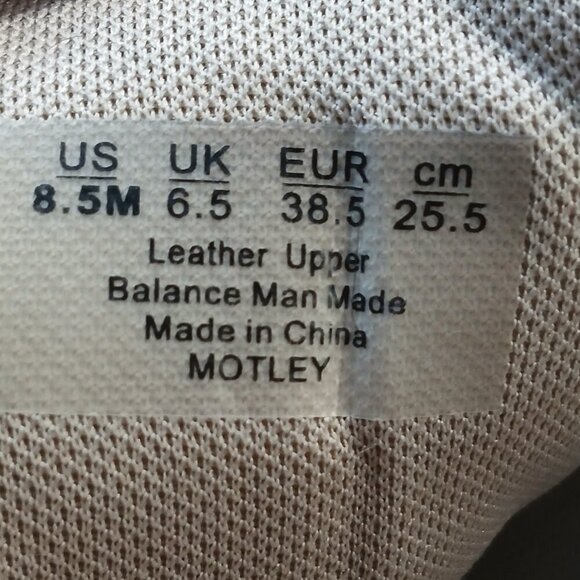 US UK EUR cm
8.5M 6.5 38.5 25.5
Leather Upper
Balance Man Made
Made in China
MOTLEY